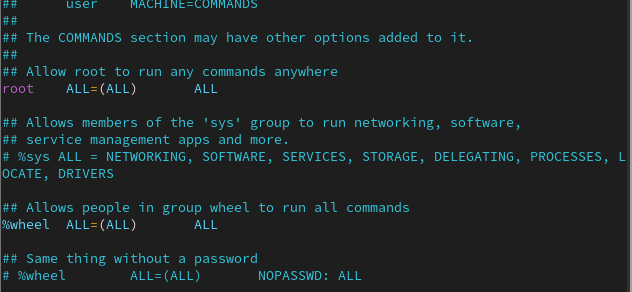 ##      user    MACHINE=COMMANDS
##
## The COMMANDS section may have other options added to it.
##
## Allow root to run any commands anywhere
root    ALL=(ALL)       ALL

## Allows members of the 'sys' group to run networking, software,
## service management apps and more.
# %sys ALL = NETWORKING, SOFTWARE, SERVICES, STORAGE, DELEGATING, PROCESSES, L
OCATE, DRIVERS

## Allows people in group wheel to run all commands
%wheel  ALL=(ALL)       ALL

## Same thing without a password
# %wheel        ALL=(ALL)       NOPASSWD: ALL